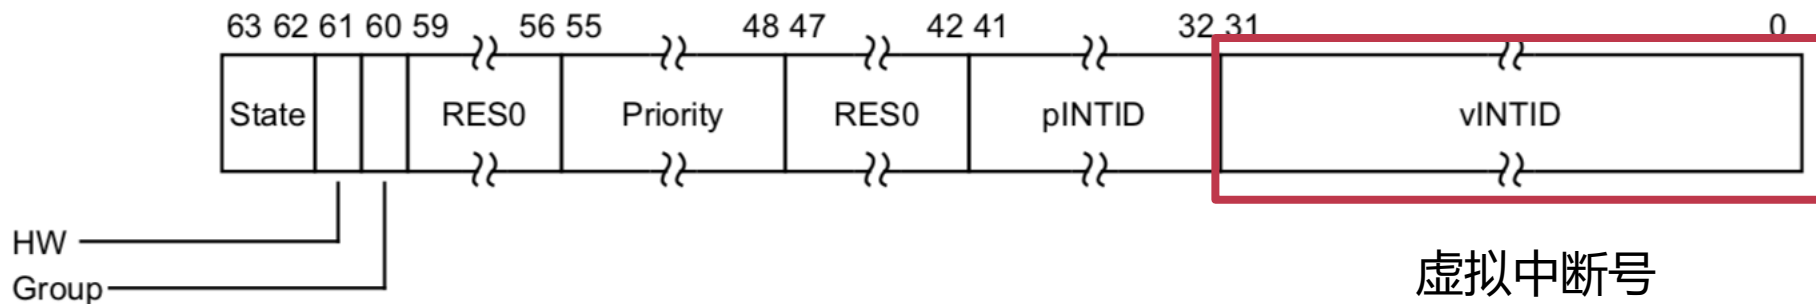 63 62 61 60 59 56 55 48 47 42 41 32 31 0
State RES0 Priority RES0 pINTID vINTID
HW
Group
虚拟中断号